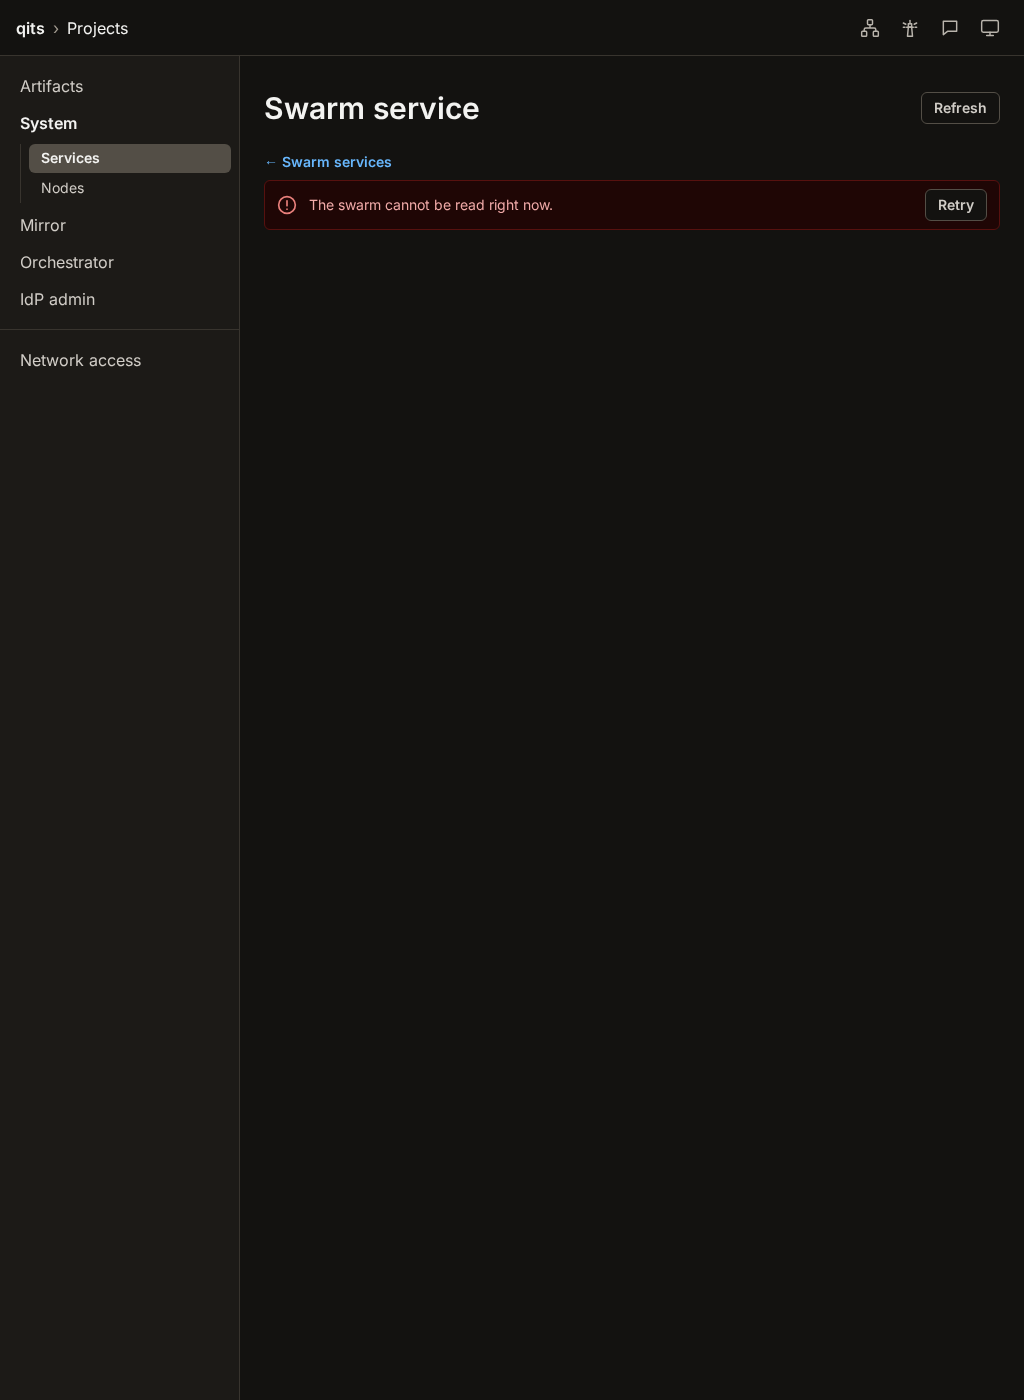 qits › Projects
Artifacts
System
Services
Nodes
Mirror
Orchestrator
IdP admin
Network access
Swarm service
Refresh
← Swarm services
The swarm cannot be read right now.
Retry